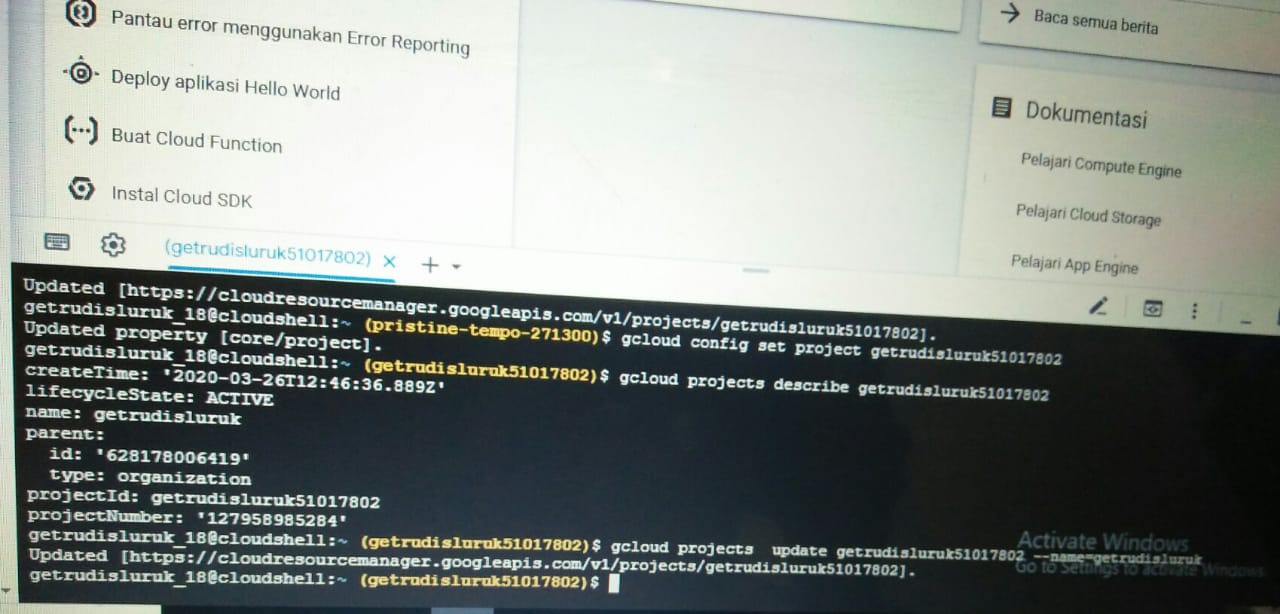 Pantau error menggunakan Error Reporting
Baca semua berita
Deploy aplikasi Hello World
Dokumentasi
Buat Cloud Function
Pelajari Compute Engine
Instal Cloud SDK
Pelajari Cloud Storage
(getrudisluruk51017802)
Pelajari App Engine
Updated [https://cloudresourcemanager.googleapis.com/v1/projects/getrudisluruk51017802].
getrudisluruk_18@cloudshell:~ (pristine-tempo-271300)$ gcloud config set project getrudisluruk51017802
Updated property [core/project].
getrudisluruk_18@cloudshell:~ (getrudisluruk51017802)$ gcloud projects describe getrudisluruk51017802
createTime: '2020-03-26T12:46:36.889Z'
lifecycleState: ACTIVE
name: getrudisluruk
parent:
id: '628178006419'
type: organization
projectId: getrudisluruk51017802
projectNumber: '127958985284'
getrudisluruk_18@cloudshell:~ (getrudisluruk51017802)$ gcloud projects  update getrudisluruk51017802 --name=getrudisluruk
Updated [https://cloudresourcemanager.googleapis.com/v1/projects/getrudisluruk51017802].
getrudisluruk_18@cloudshell:~ (getrudisluruk51017802)$
Activate Windows
Go to Settings to activate Windows.